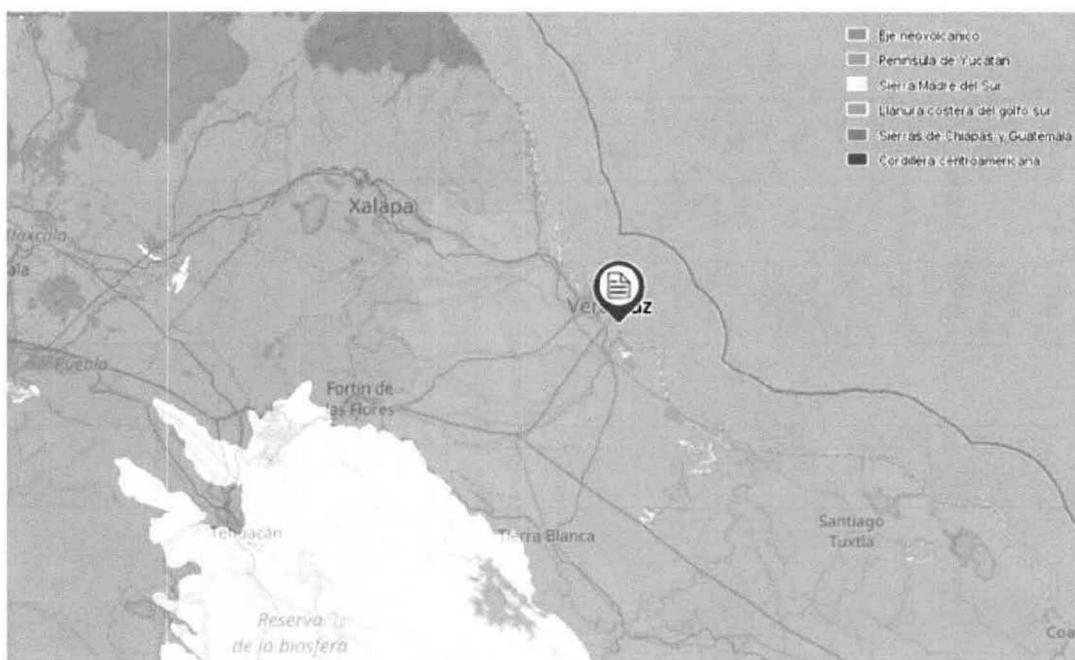 Eje neovolcánico
Península de Yucatán
Sierra Madre del Sur
Llanura costera del golfo sur
Sierras de Chiapas y Guatemala
Cordillera centroamericana
Xalapa
Puebla
Fortín de
las Flores
Tehuacán
Tierra Blanca
Santiago
Tuxtla
Reserva
de la biosfera
Coa